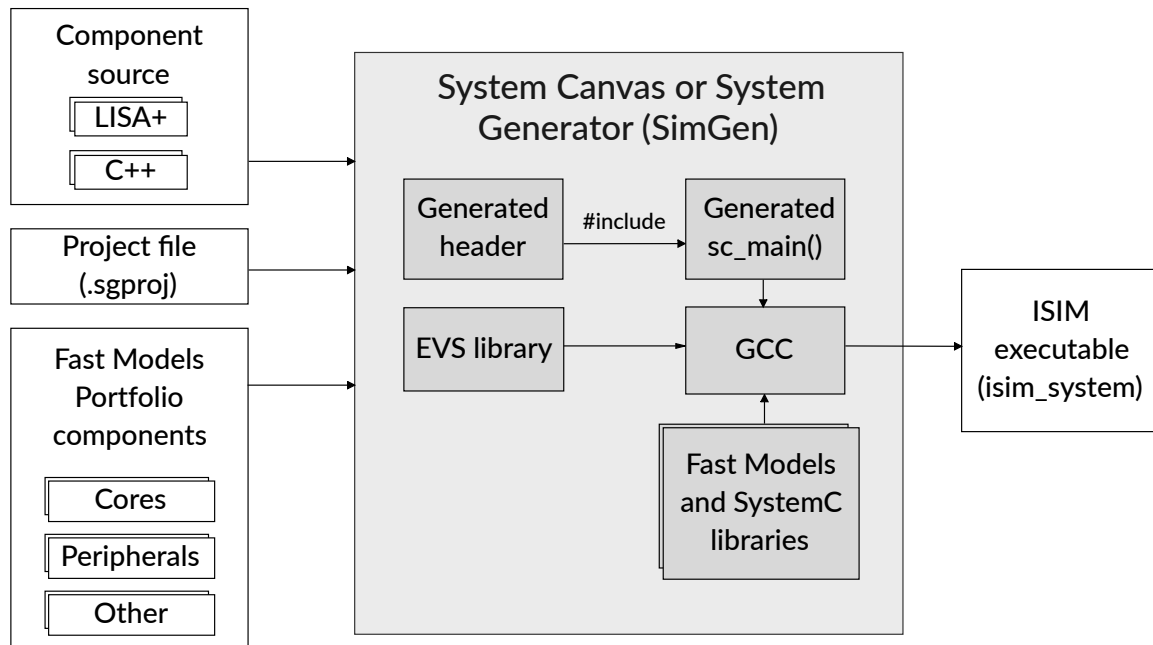 Component
source
LISA+
C++
Project file
(.sgproj)
Fast Models
Portfolio
components
Cores
Peripherals
Other
System Canvas or System
Generator (SimGen)
Generated
header
#include
Generated
sc_main()
EVS library
GCC
Fast Models
and SystemC
libraries
ISIM
executable
(isim_system)